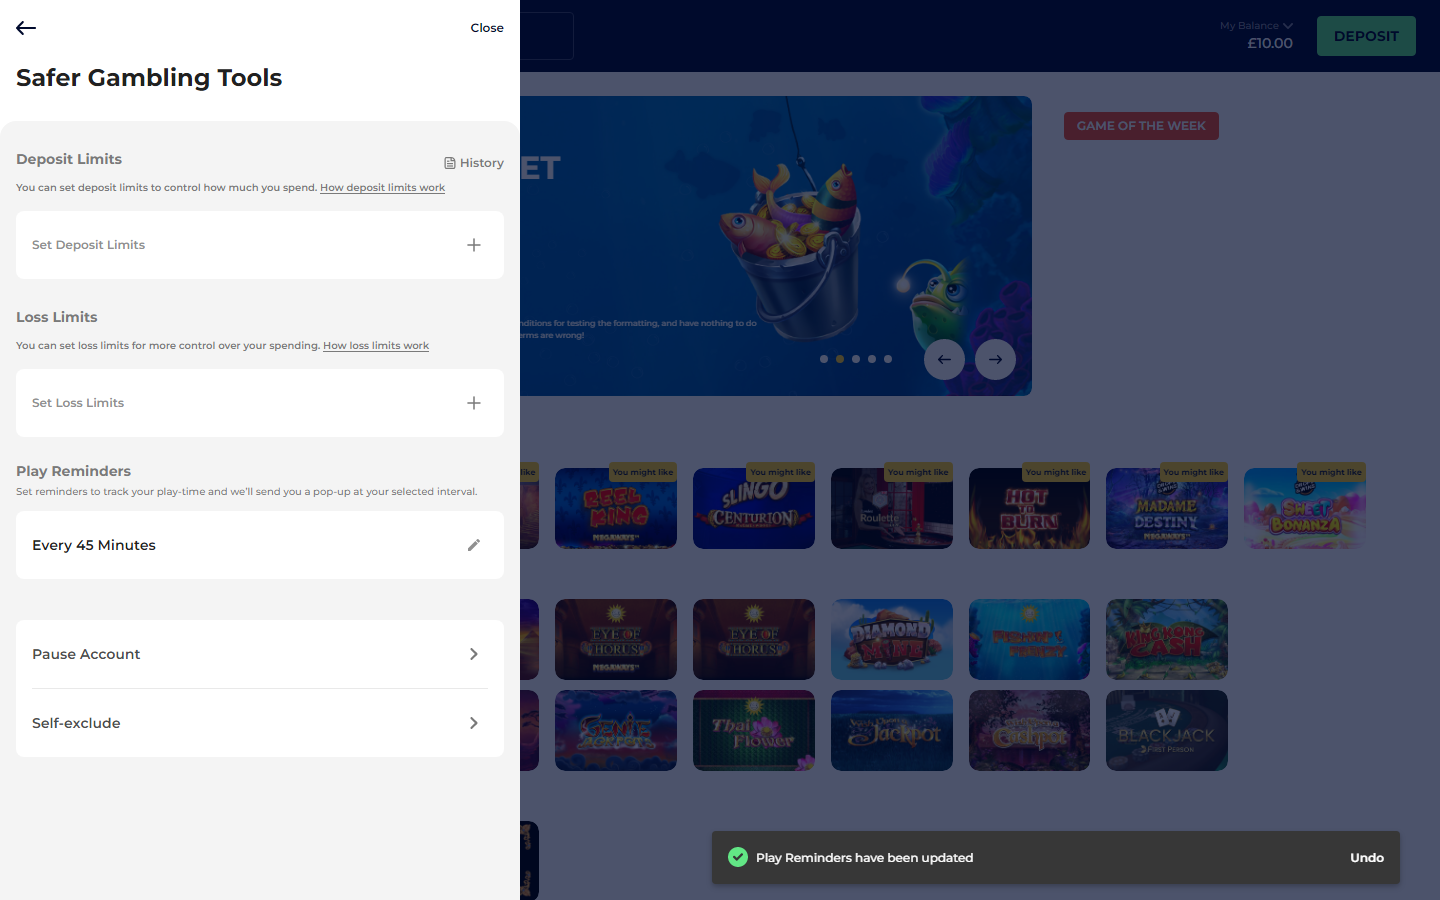 Close
Safer Gambling Tools
Deposit Limits
History
You can set deposit limits to control how much you spend. How deposit limits work
Set Deposit Limits
Loss Limits
You can set loss limits for more control over your spending. How loss limits work
Set Loss Limits
Play Reminders
Set reminders to track your play-time and we'll send you a pop-up at your selected interval.
Every 45 Minutes
Pause Account
Self-exclude
My Balance
£10.00
DEPOSIT
ET
GAME OF THE WEEK
nditions for testing the formatting, and have nothing to do
erms are wrong!
like
You might like
You might like
You might like
You might like
You might like
You might like
REEL KING
MEGAWAYS
SLINGO
CENTURION
Roulette
HOT TO BURN
MADAME DESTINY
MEGAWAYS
SWEET BONANZA
EYE OF HORUS
MEGAWAYS
EYE OF HORUS
DIAMOND MINE
FISHIN' FRENZY
KING KONG CASH
GENIE JACKPOTS
Thai Flower
Jackpot
BLACKJACK
FIRST PERSON
Play Reminders have been updated
Undo